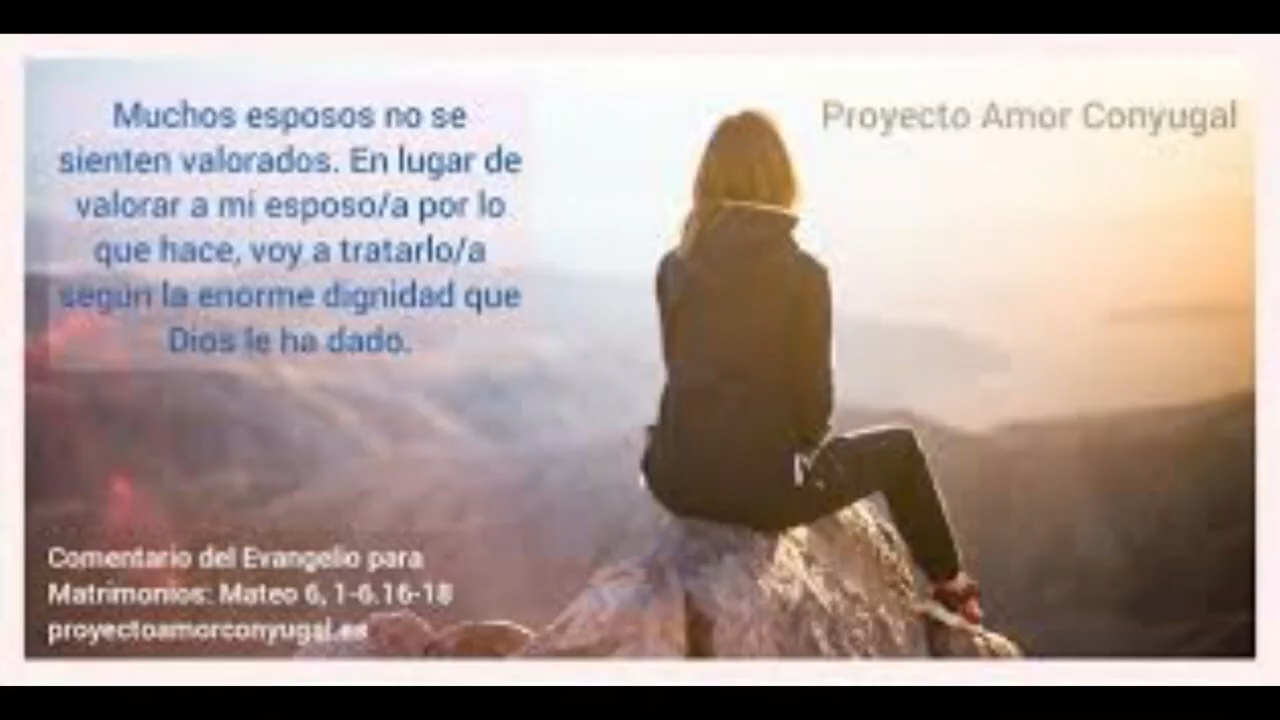 Muchos esposos no se
sienten valorados. En lugar de
valorar a mi esposo/a por lo
que hace, voy a tratarlo/a
según la enorme dignidad que
Dios le ha dado.
Proyecto Amor Conyugal
Comentario del Evangelio para
Matrimonios: Mateo 6, 1-6.16-18
proyectoamorconyugal.es